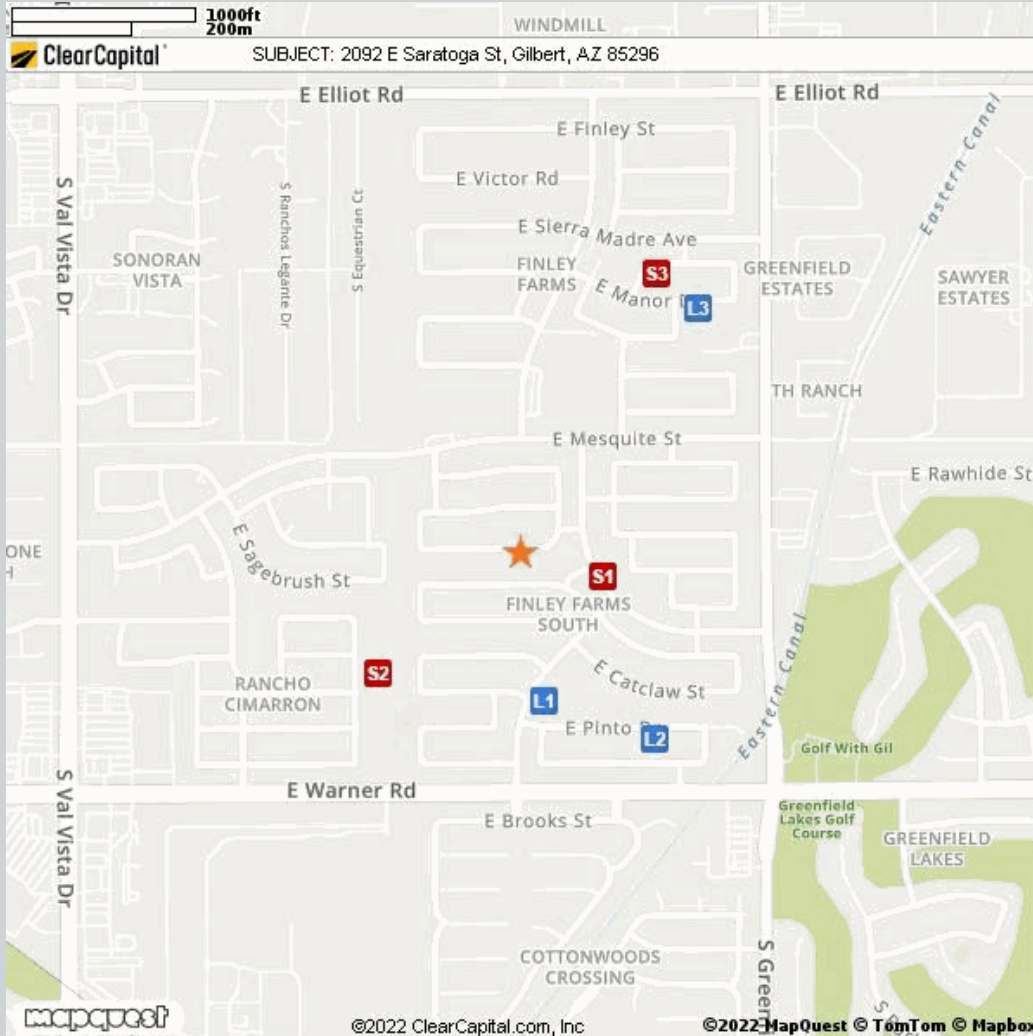 1000ft
200m
WINDMILL
ClearCapital
SUBJECT: 2092 E Saratoga St, Gilbert, AZ 85296
E Elliot Rd
E Elliot Rd
E Finley St
Eastern Canal
E Victor Rd
S Val Vista Dr
S Ranchos Legante Dr
S Equestrian Ct
E Sierra Madre Ave
SONORAN
VISTA
FINLEY
FARMS
S3
GREENFIELD
ESTATES
SAWYER
ESTATES
E Manor
L3
TH RANCH
E Mesquite St
E Rawhide St
E Sagebrush St
S1
FINLEY FARMS
SOUTH
Eastern Canal
S2
RANCHO
CIMARRON
E Catclaw St
L1
E Pinto
L2
Golf With Gil
S Val Vista Dr
E Warner Rd
E Brooks St
Greenfield
Lakes Golf
Course
GREENFIELD
LAKES
COTTONWOODS
CROSSING
S Green
mapquest
©2022 ClearCapital.com, Inc
©2022 MapQuest © TomTom © Mapbo